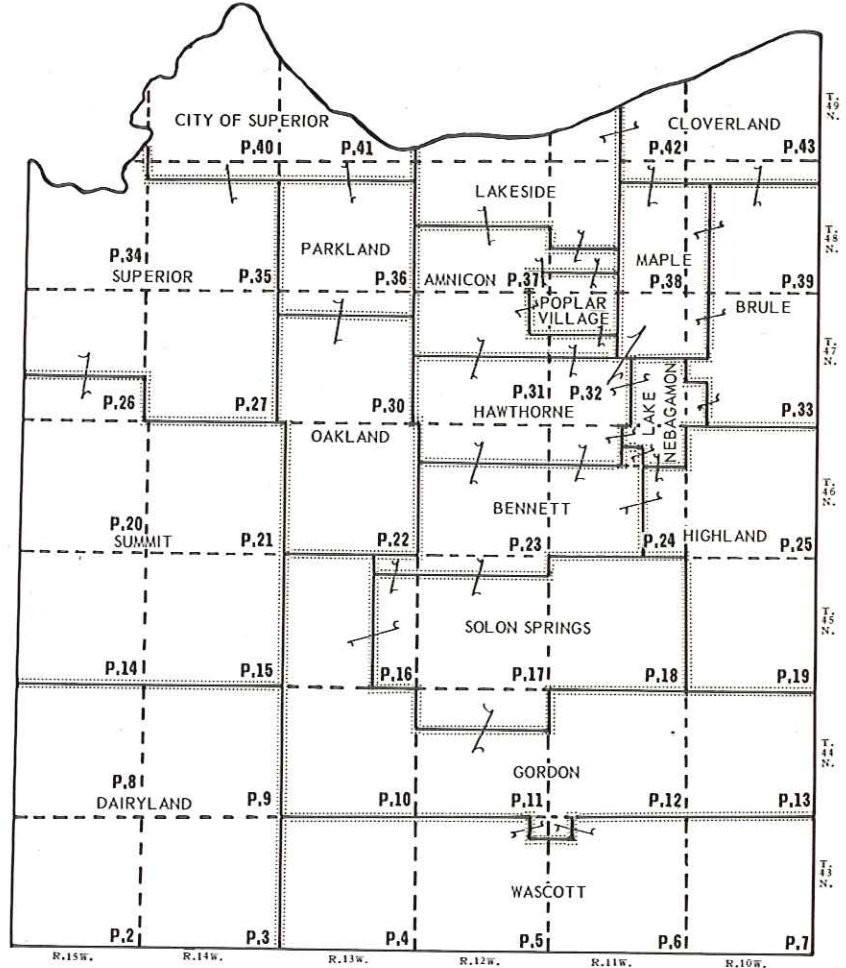 CITY OF SUPERIOR
P.40
P.41
CLOVERLAND
P.42
P.43
T.
49
N.
LAKESIDE
PARKLAND
P.34
SUPERIOR
P.35
P.36
AMNICON
P.37
MAPLE
P.38
P.39
T.
48
N.
POPLAR
VILLAGE
BRULE
T.
47
N.
P.26
P.27
P.30
P.31
P.32
HAWTHORNE
LAKE
NEBAGAMON
P.33
OAKLAND
T.
46
N.
BENNETT
P.20
SUMMIT
P.21
P.22
P.23
P.24
HIGHLAND
P.25
SOLON SPRINGS
T.
45
N.
P.14
P.15
P.16
P.17
P.18
P.19
T.
44
N.
GORDON
P.8
DAIRYLAND
P.9
P.10
P.11
P.12
P.13
T.
43
N.
WASCOTT
P.2
P.3
P.4
P.5
P.6
P.7
R.15W.
R.14W.
R.13W.
R.12W.
R.11W.
R.10W.